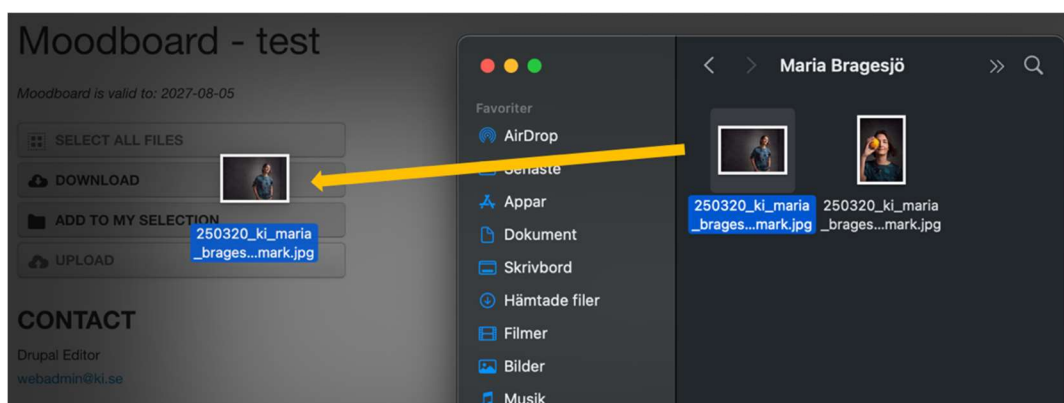 Moodboard - test
Moodboard is valid to: 2027-08-05
SELECT ALL FILES
DOWNLOAD
ADD TO MY SELECTION
UPLOAD
250320_ki_maria
_brages...mark.jpg
CONTACT
Drupal Editor
webadmin@ki.se
Maria Bragesjö
Favoriter
AirDrop
Senaste
Appar
Dokument
Skrivbord
Hämtade filer
Filmer
Bilder
Musik
250320_ki_maria
_brages...mark.jpg
250320_ki_maria
_brages...mark.jpg